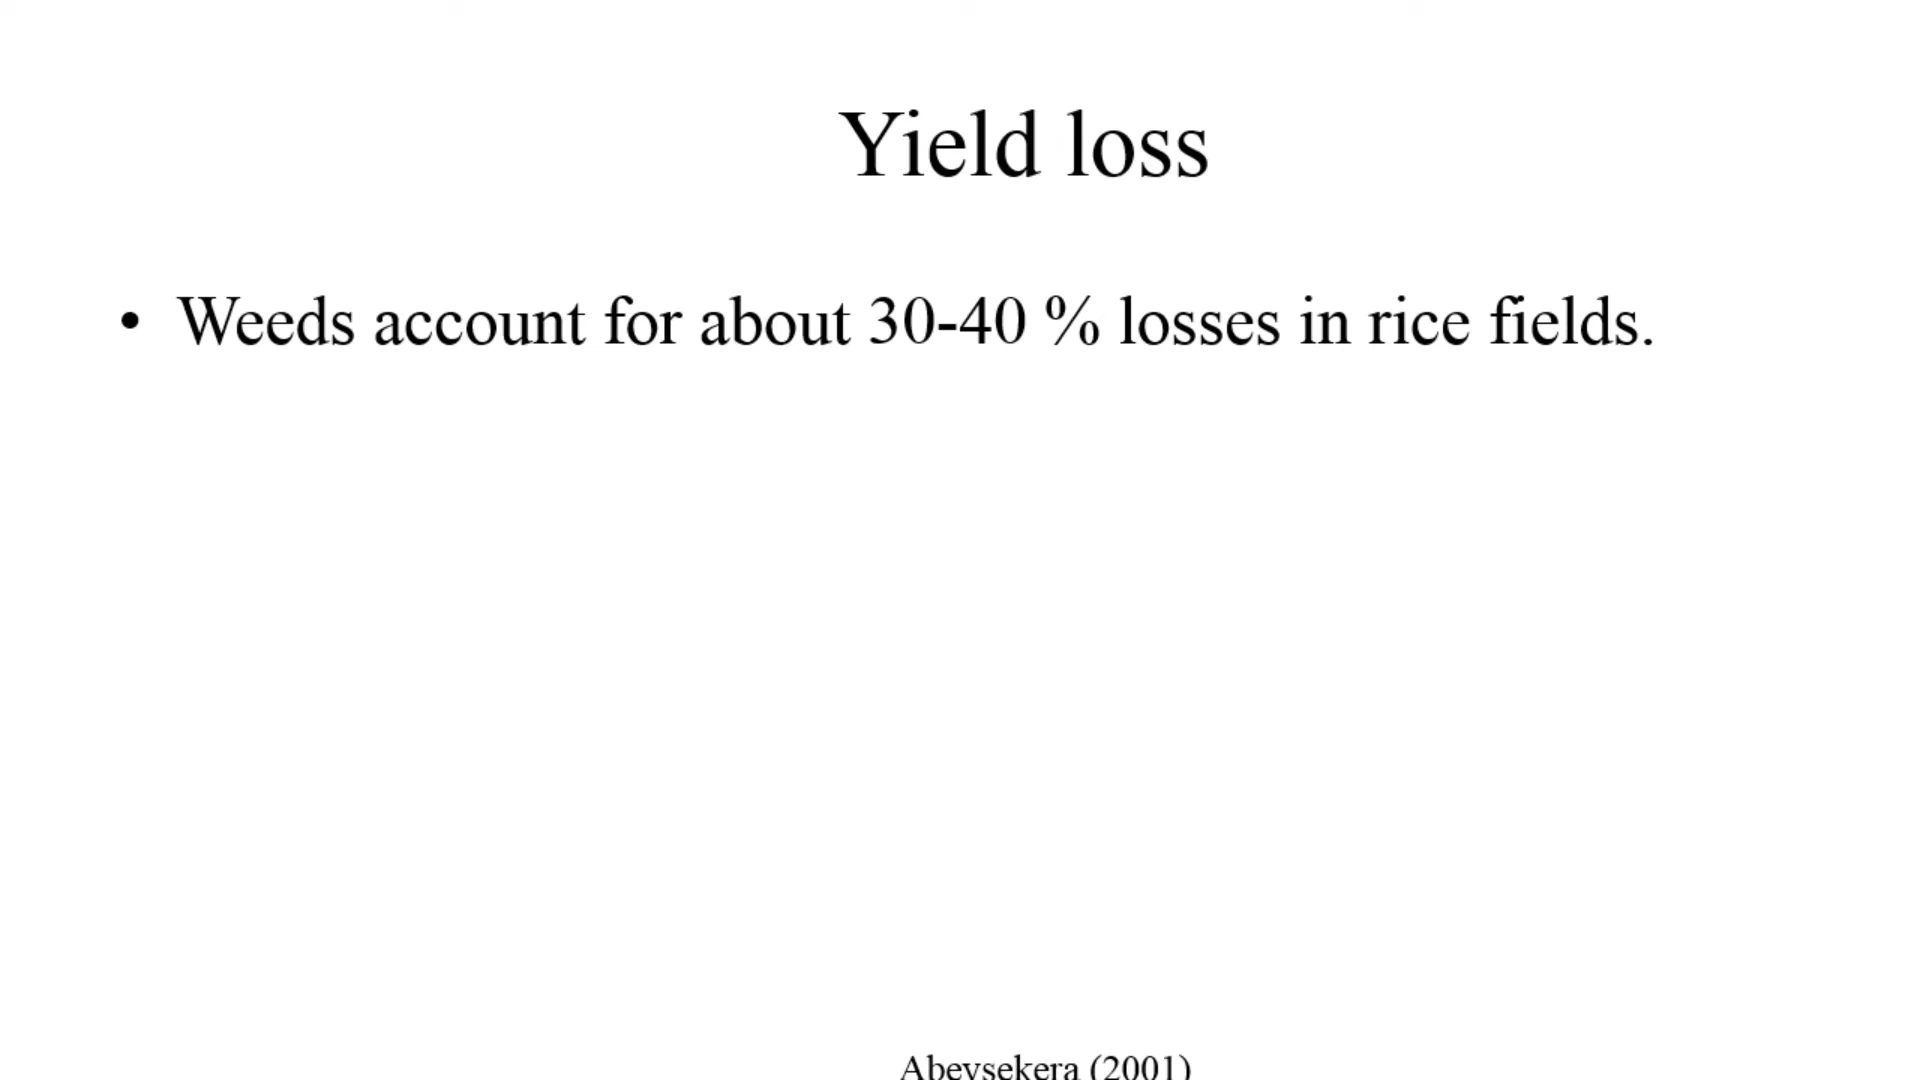 Yield loss
• Weeds account for about 30-40 % losses in rice fields.
Abeysekera (2001)